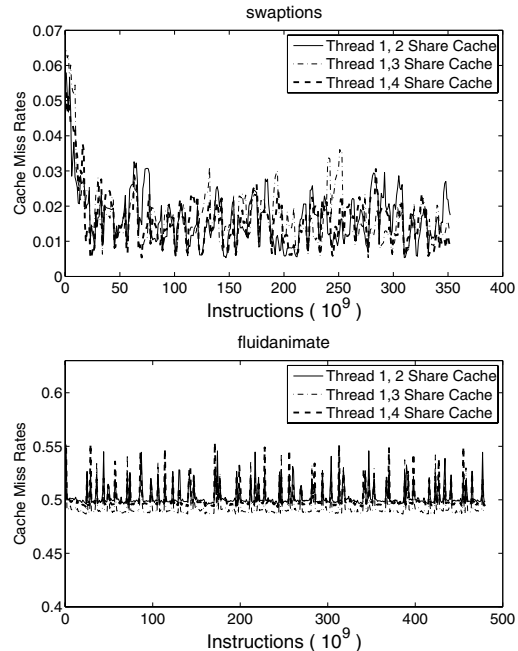 swaptions
Thread 1, 2 Share Cache
Thread 1,3 Share Cache
Thread 1,4 Share Cache
Cache Miss Rates
0.07
0.06
0.05
0.04
0.03
0.02
0.01
0
0 50 100 150 200 250 300 350 400
Instructions ( 10^9 )
fluidanimate
Thread 1, 2 Share Cache
Thread 1,3 Share Cache
Thread 1,4 Share Cache
Cache Miss Rates
0.6
0.55
0.5
0.45
0.4
0 100 200 300 400 500
Instructions ( 10^9 )